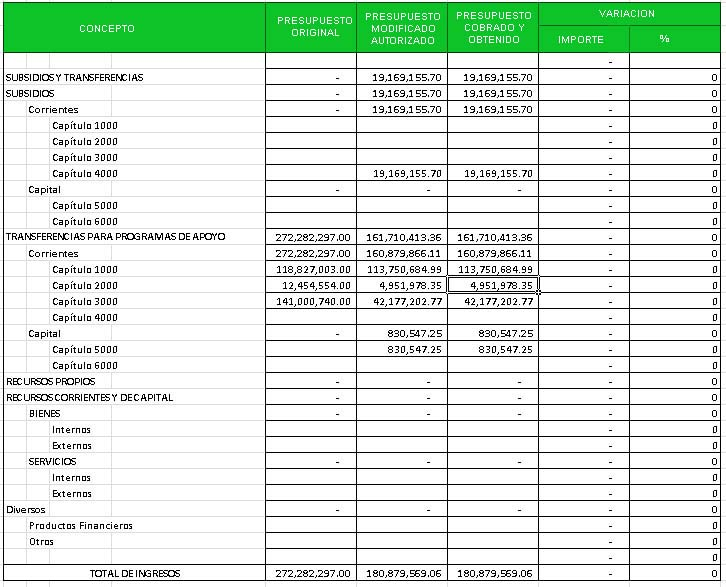 CONCEPTO PRESUPUESTO ORIGINAL PRESUPUESTO MODIFICADO AUTORIZADO PRESUPUESTO COBRADO Y OBTENIDO VARIACION
IMPORTE %
-
SUBSIDIOS Y TRANSFERENCIAS - 19,169,155.70 19,169,155.70 - 0
SUBSIDIOS - 19,169,155.70 19,169,155.70 - 0
Corrientes - 19,169,155.70 19,169,155.70 - 0
Capítulo 1000 - 0
Capítulo 2000 - 0
Capítulo 3000 - 0
Capítulo 4000 19,169,155.70 19,169,155.70 - 0
Capital - - - - 0
Capítulo 5000 - 0
Capítulo 6000 - 0
TRANSFERENCIAS PARA PROGRAMAS DE APOYO 272,282,297.00 161,710,413.36 161,710,413.36 - 0
Corrientes 272,282,297.00 160,879,866.11 160,879,866.11 - 0
Capítulo 1000 118,827,003.00 113,750,684.99 113,750,684.99 - 0
Capítulo 2000 12,454,554.00 4,951,978.35 4,951,978.35 - 0
Capítulo 3000 141,000,740.00 42,177,202.77 42,177,202.77 - 0
Capítulo 4000 - 0
Capital - 830,547.25 830,547.25 - 0
Capítulo 5000 830,547.25 830,547.25 - 0
Capítulo 6000 - 0
RECURSOS PROPIOS - - - - 0
RECURSOS CORRIENTES Y DE CAPITAL - - - - 0
BIENES - - - - 0
Internos - 0
Externos - 0
SERVICIOS - - - - 0
Internos - 0
Externos - 0
Diversos - - - - 0
Productos Financieros - 0
Otros - 0
- 0
TOTAL DE INGRESOS 272,282,297.00 180,879,569.06 180,879,569.06 - 0